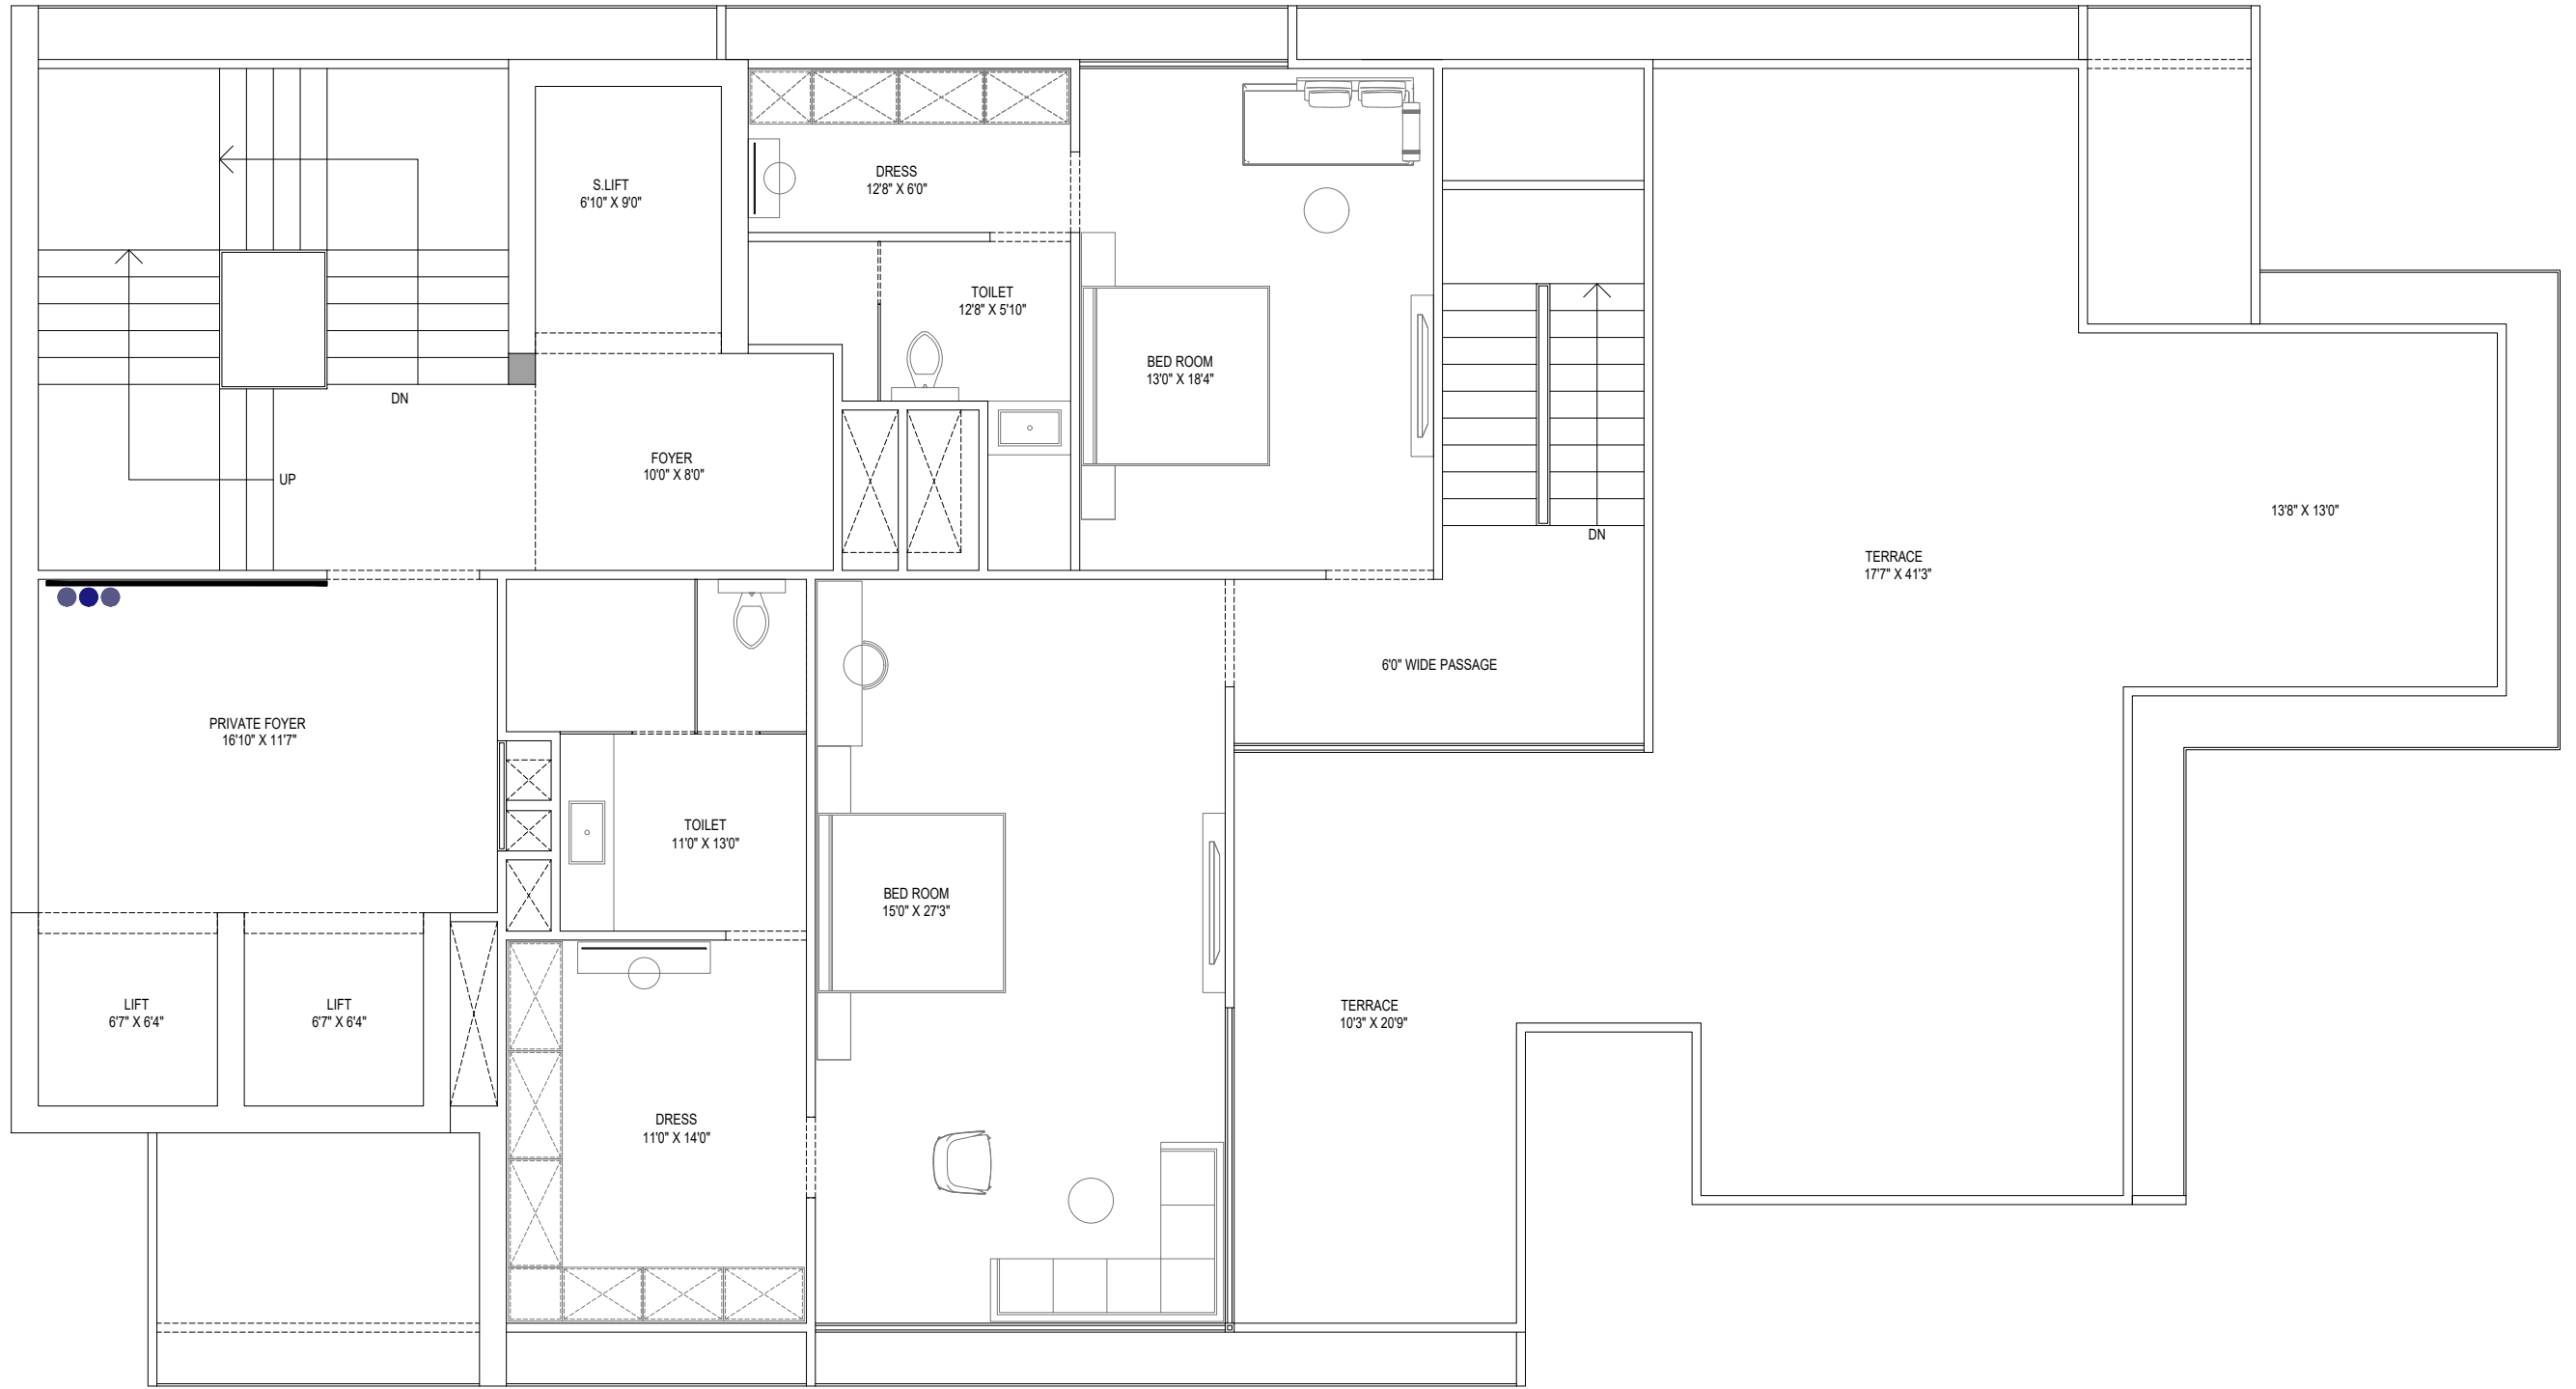 S.LIFT
6'10" X 9'0"
DRESS
12'8" X 6'0"
TOILET
12'8" X 5'10"
BED ROOM
13'0" X 18'4"
DN
FOYER
10'0" X 8'0"
UP
DN
13'8" X 13'0"
TERRACE
17'7" X 41'3"
6'0" WIDE PASSAGE
PRIVATE FOYER
16'10" X 11'7"
TOILET
11'0" X 13'0"
BED ROOM
15'0" X 27'3"
LIFT
6'7" X 6'4"
LIFT
6'7" X 6'4"
TERRACE
10'3" X 20'9"
DRESS
11'0" X 14'0"